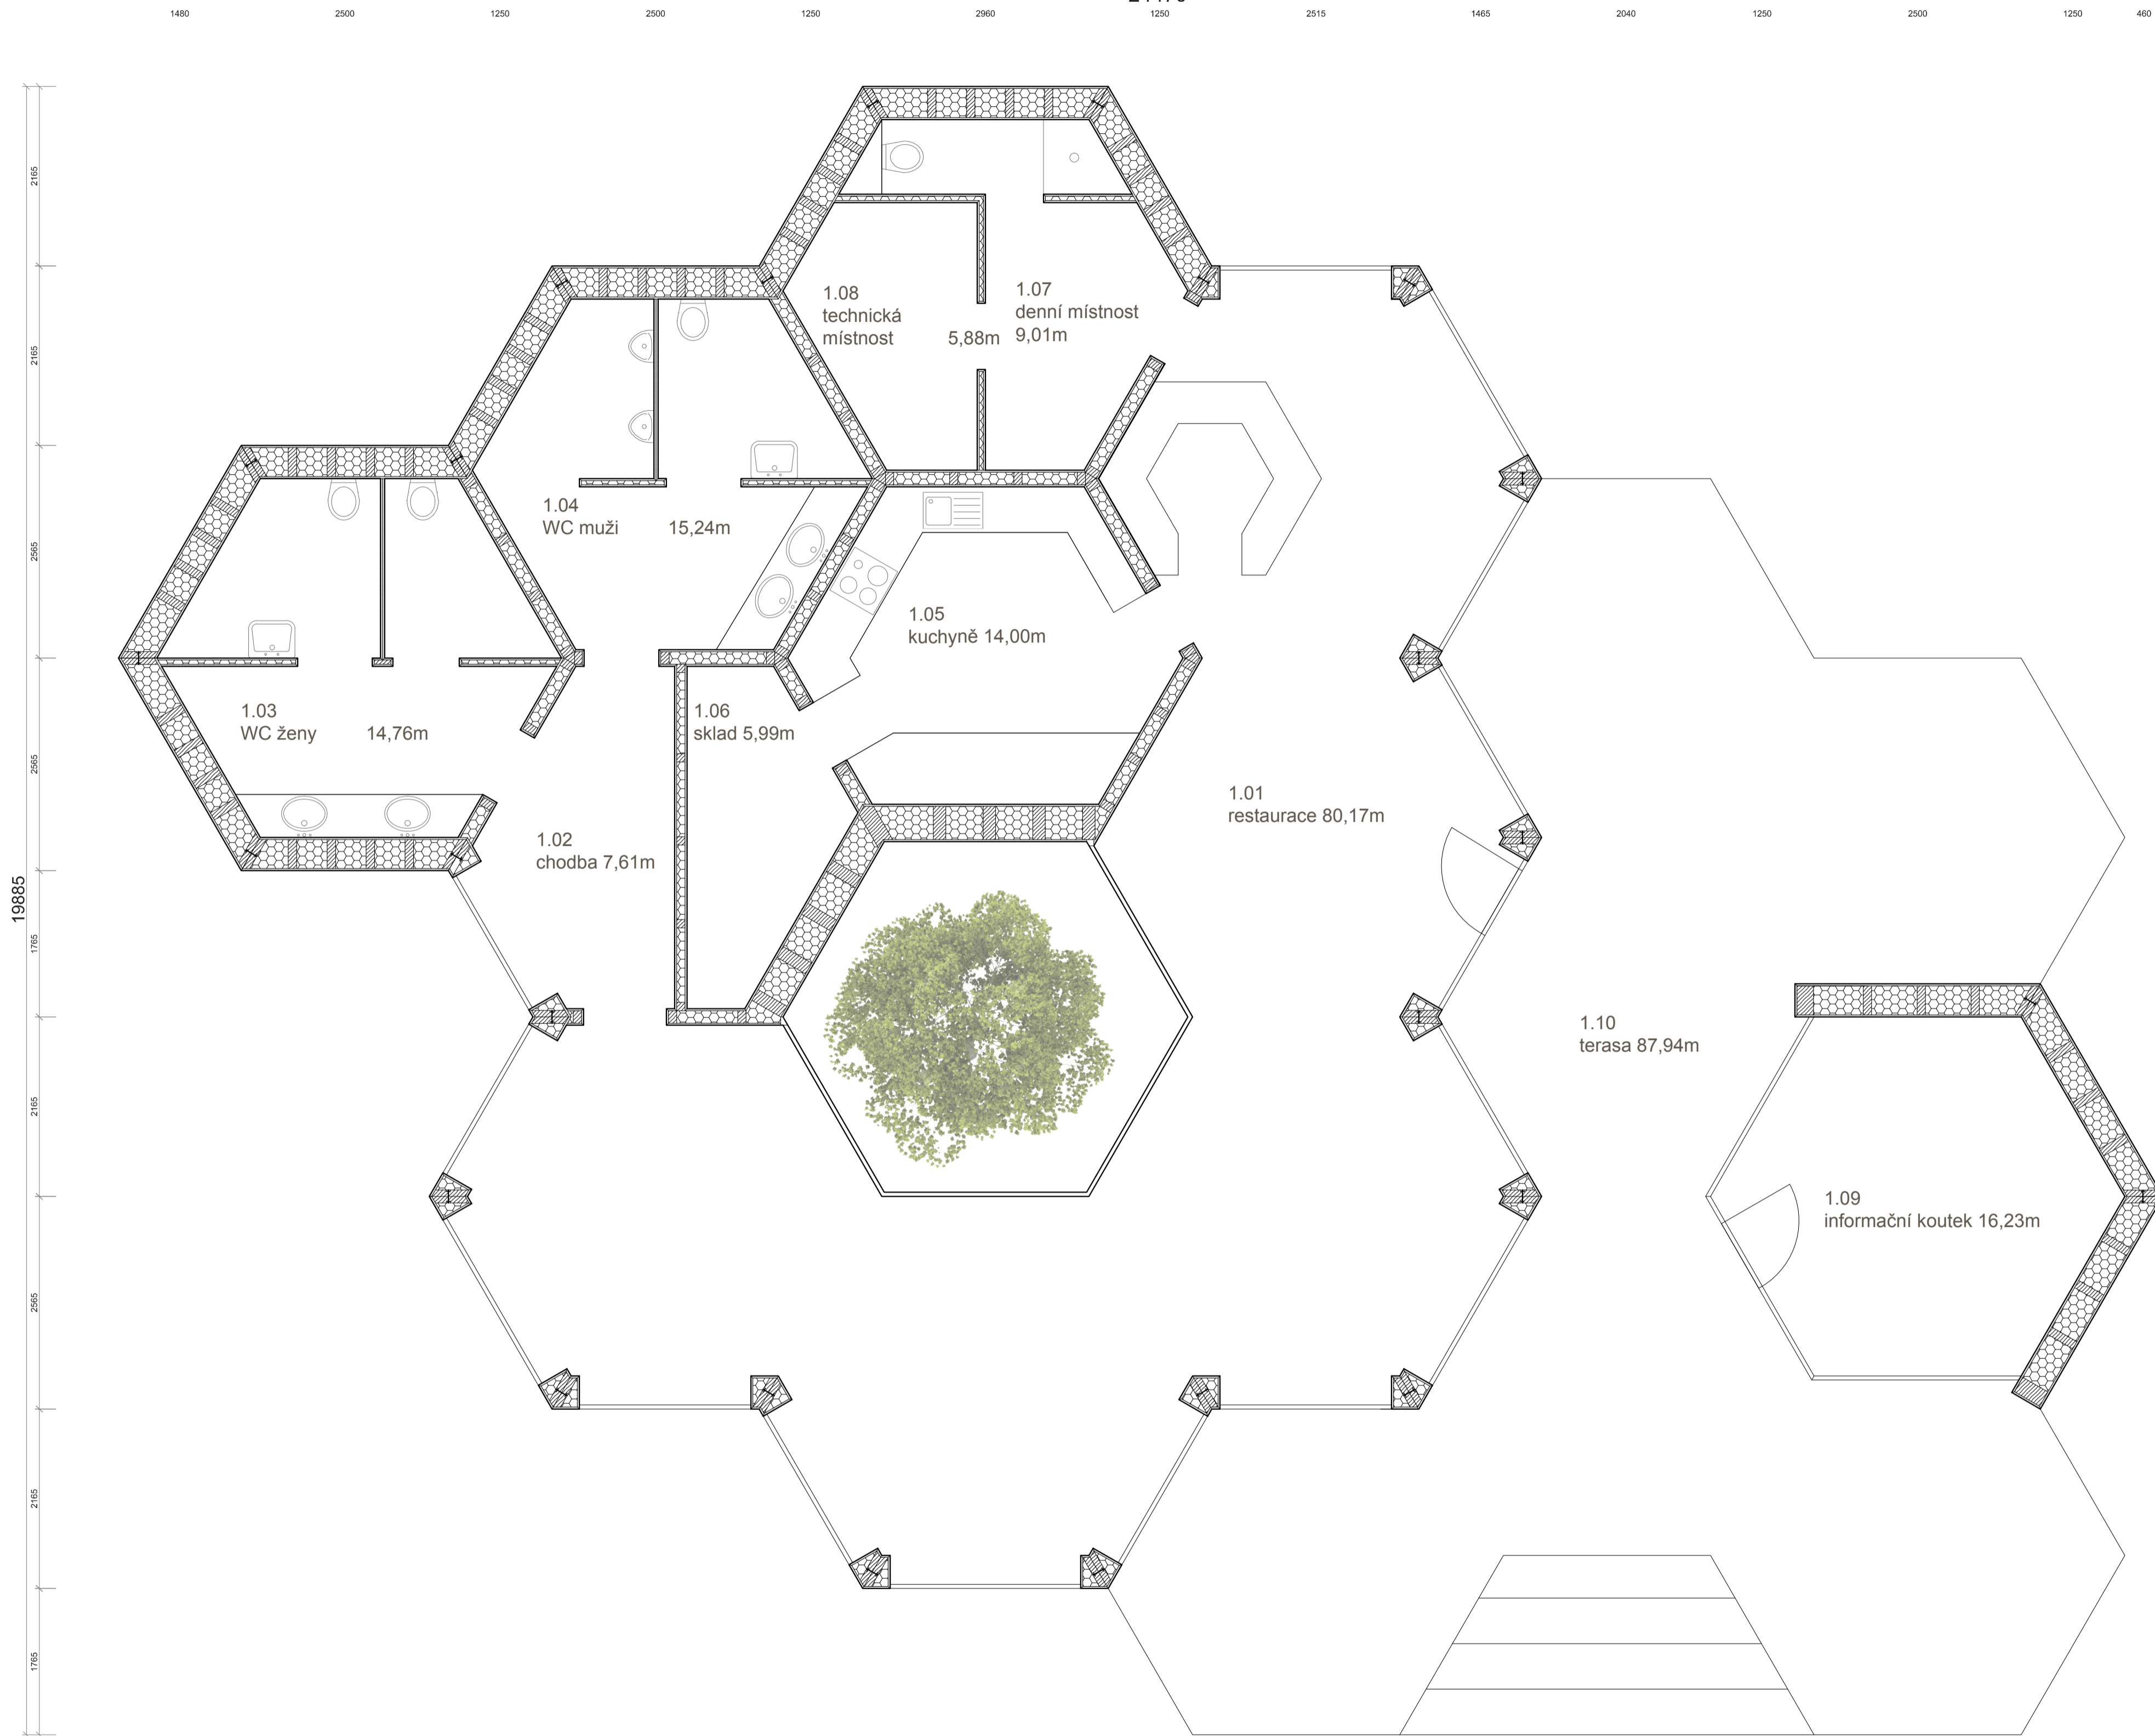 1480 2500 1250 2500 1250 2960 1250 2515 1465 2040 1250 2500 1250 460
2165
2165
2565
2565
1765
2165
2565
2165
1765
19885
1.08
technická
místnost 5,88m
1.07
denní místnost
9,01m
1.04
WC muži 15,24m
1.05
kuchyně 14,00m
1.03
WC ženy 14,76m
1.06
sklad 5,99m
1.01
restaurace 80,17m
1.02
chodba 7,61m
1.10
terasa 87,94m
1.09
informační koutek 16,23m